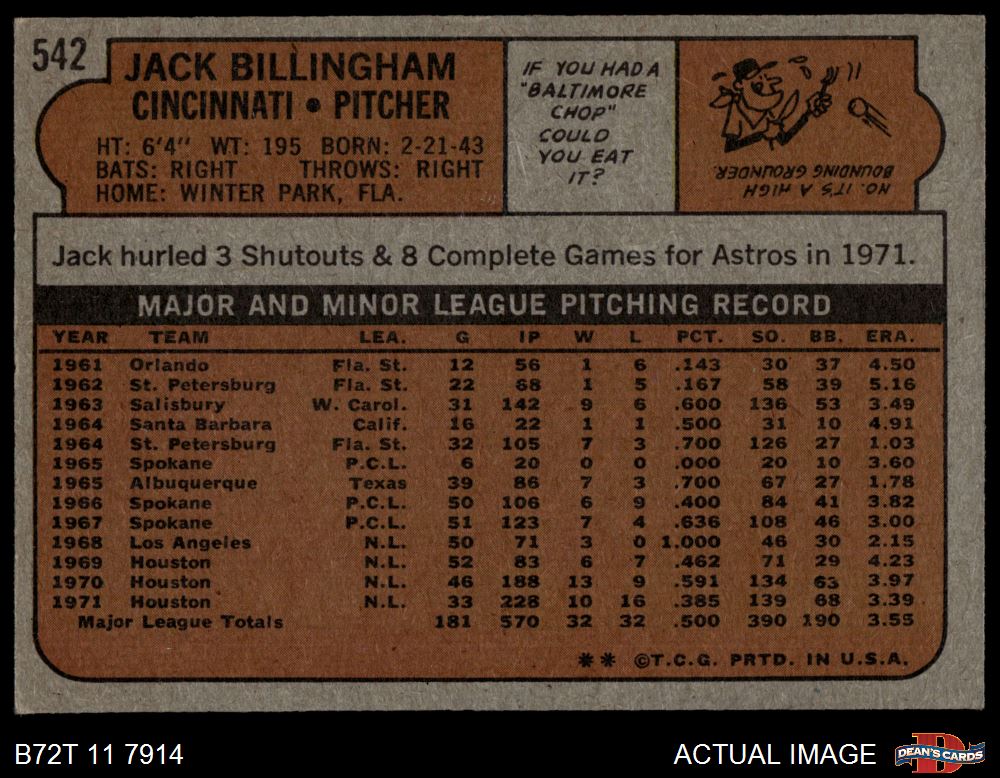 542
JACK BILLINGHAM
CINCINNATI • PITCHER
HT: 6'4" WT: 195 BORN: 2-21-43
BATS: RIGHT THROWS: RIGHT
HOME: WINTER PARK, FLA.
IF YOU HAD A
"BALTIMORE
CHOP"
COULD
YOU EAT
IT?
NO. IT'S A HIGH
BOUNDING GROUNDER.
Jack hurled 3 Shutouts & 8 Complete Games for Astros in 1971.
MAJOR AND MINOR LEAGUE PITCHING RECORD
YEAR TEAM LEA. G IP W L PCT. SO. BB. ERA.
1961 Orlando Fla. St. 12 56 1 6 .143 30 37 4.50
1962 St. Petersburg Fla. St. 22 68 1 5 .167 58 39 5.16
1963 Salisbury W. Carol. 31 142 9 6 .600 136 53 3.49
1964 Santa Barbara Calif. 16 22 1 1 .500 31 10 4.91
1964 St. Petersburg Fla. St. 32 105 7 3 .700 126 27 1.03
1965 Spokane P.C.L. 6 20 0 0 .000 20 10 3.60
1965 Albuquerque Texas 39 86 7 3 .700 67 27 1.78
1966 Spokane P.C.L. 50 106 6 9 .400 84 41 3.82
1967 Spokane P.C.L. 51 123 7 4 .636 108 46 3.00
1968 Los Angeles N.L. 50 71 3 0 1.000 46 30 2.15
1969 Houston N.L. 52 83 6 7 .462 71 29 4.23
1970 Houston N.L. 46 188 13 9 .591 134 63 3.97
1971 Houston N.L. 33 228 10 16 .385 139 68 3.39
Major League Totals 181 570 32 32 .500 390 190 3.55
** ©T.C.G. PRTD. IN U.S.A.
B72T 11 7914
ACTUAL IMAGE
DEAN'S CARDS